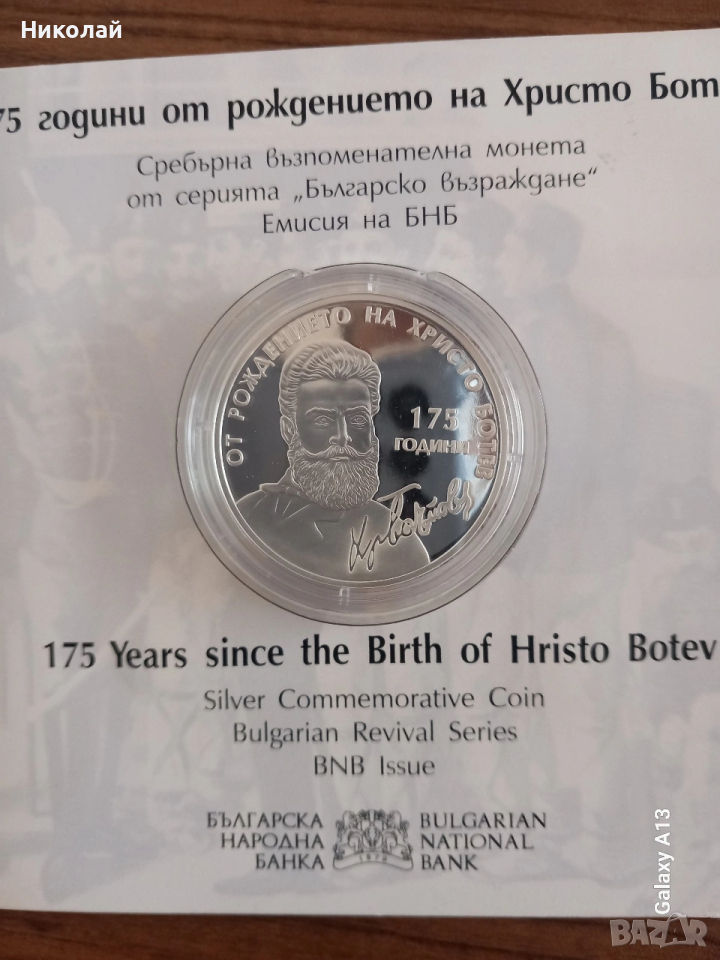 Николай
75 години от рождението на Христо Бот
Сребърна възпоменателна монета
от серията „Българско възраждане“
Емисия на БНБ
ОТ РОЖДЕНИЕТО НА ХРИСТО БОТЕВ
175
ГОДИНИ
175 Years since the Birth of Hristo Botev
Silver Commemorative Coin
Bulgarian Revival Series
BNB Issue
БЪЛГАРСКА
НАРОДНА
БАНКА
1879
BULGARIAN
NATIONAL
BANK
Galaxy A13
BAZAR